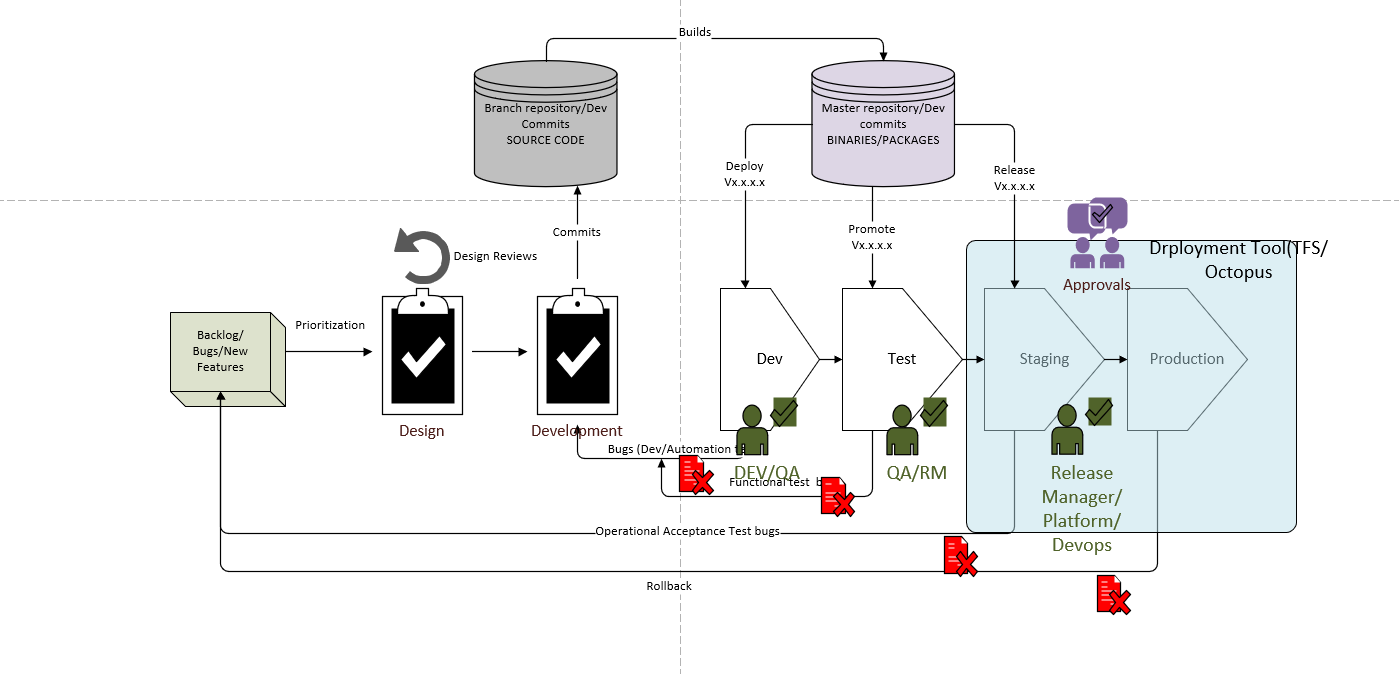 Builds
Branch repository/Dev
Commits
SOURCE CODE
Master repository/Dev
commits
BINARIES/PACKAGES
Deploy
Vx.x.x.x
Release
Vx.x.x.x
Promote
Vx.x.x.x
Commits
Design Reviews
Drployment Tool(TFS/
Octopus
Approvals
Prioritization
Backlog/
Bugs/New
Features
Dev
Test
Staging
Production
Design
Development
Bugs (Dev/Automation
DEV/QA
QA/RM
Functional test
Release
Manager/
Platform/
Devops
Operational Acceptance Test bugs
Rollback